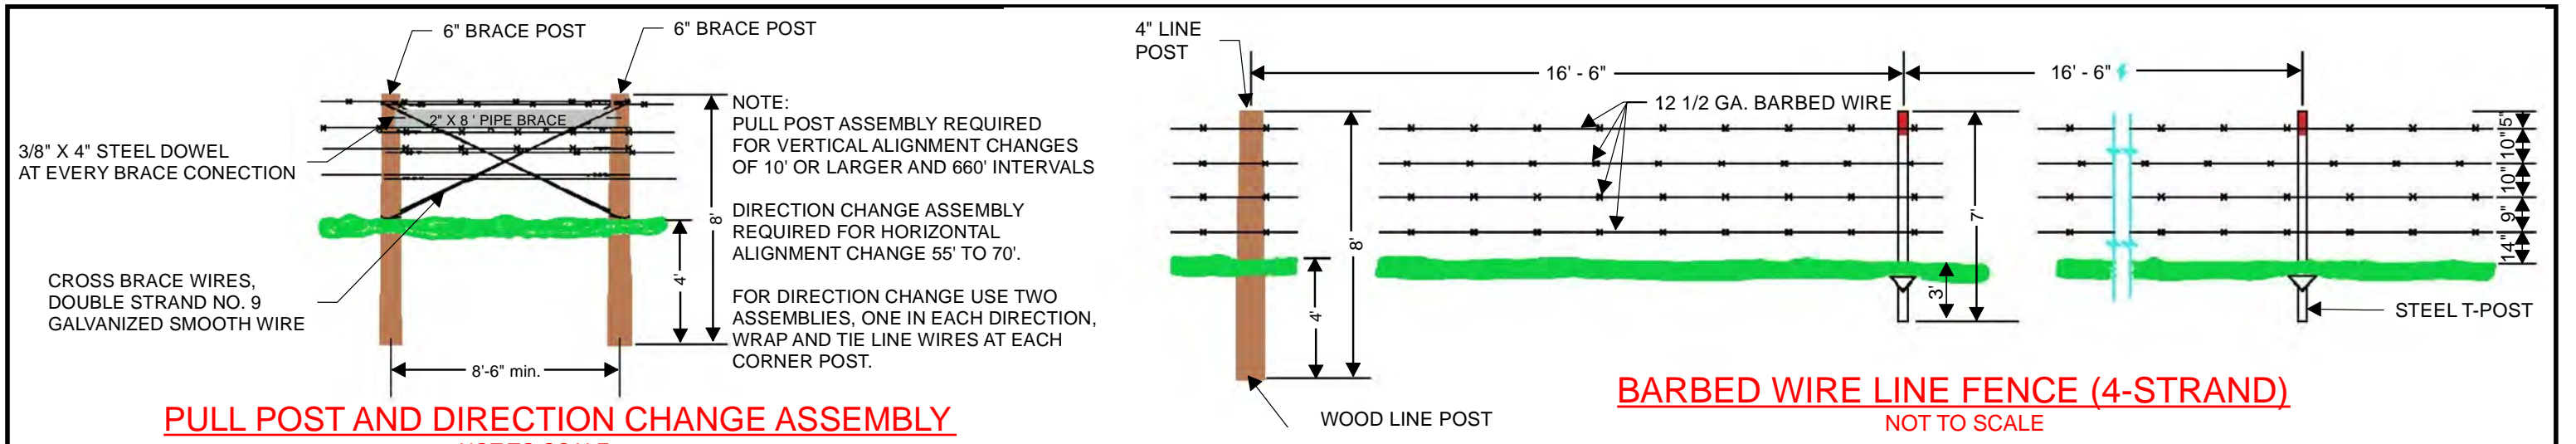 6" BRACE POST
6" BRACE POST
2" X 8 ' PIPE BRACE
3/8" X 4" STEEL DOWEL
AT EVERY BRACE CONECTION
CROSS BRACE WIRES,
DOUBLE STRAND NO. 9
GALVANIZED SMOOTH WIRE
8'
4'
8'-6" min.
NOTE:
PULL POST ASSEMBLY REQUIRED
FOR VERTICAL ALIGNMENT CHANGES
OF 10' OR LARGER AND 660' INTERVALS
DIRECTION CHANGE ASSEMBLY
REQUIRED FOR HORIZONTAL
ALIGNMENT CHANGE 55' TO 70'.
FOR DIRECTION CHANGE USE TWO
ASSEMBLIES, ONE IN EACH DIRECTION,
WRAP AND TIE LINE WIRES AT EACH
CORNER POST.
PULL POST AND DIRECTION CHANGE ASSEMBLY
4" LINE
POST
16' - 6"
16' - 6"
12 1/2 GA. BARBED WIRE
8'
4'
7'
3'
5"
10"
10"
9"
14"
STEEL T-POST
WOOD LINE POST
BARBED WIRE LINE FENCE (4-STRAND)
NOT TO SCALE